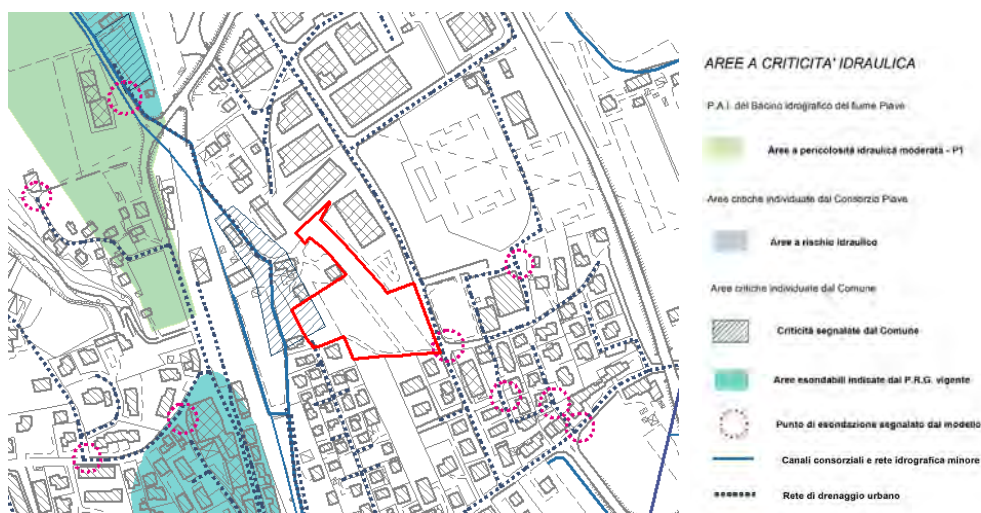 AREE A CRITICITA' IDRAULICA
P.A.I. del Bacino idrografico del fiume Piave
Aree a pericolosità idraulica moderata - P1
Aree critiche individuate dal Consorzio Piave
Aree a rischio idraulico
Aree critiche individuate dal Comune
Criticità segnalate dal Comune
Aree esondabili indicate dal P.R.G. vigente
Punto di esondazione segnalato dal modello
Canali consorziali e rete idrografica minore
Rete di drenaggio urbano